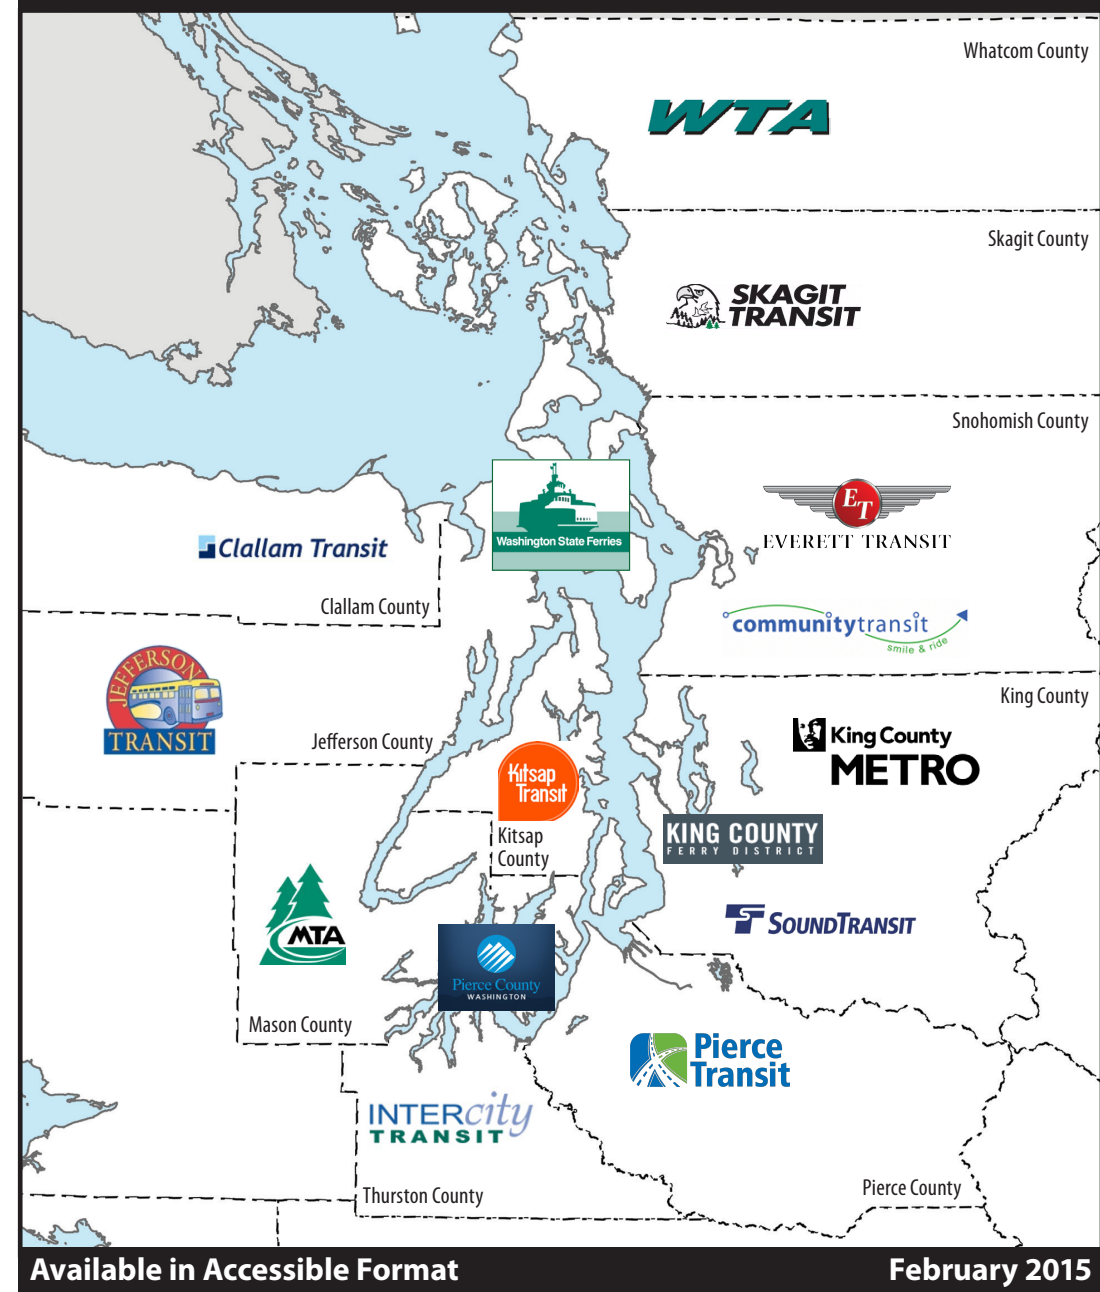 Whatcom County
WTA
Skagit County
SKAGIT
TRANSIT
Snohomish County
ET
EVERETT TRANSIT
Washington State Ferries
Clallam Transit
Clallam County
communitytransit
smile & ride
JEFFERSON
TRANSIT
King County
King County
METRO
Jefferson County
Kitsap
Transit
KING COUNTY
FERRY DISTRICT
Kitsap
County
MTA
SOUNDTRANSIT
Pierce County
WASHINGTON
Mason County
Pierce
Transit
INTERcity
TRANSIT
Thurston County
Pierce County
Available in Accessible Format
February 2015